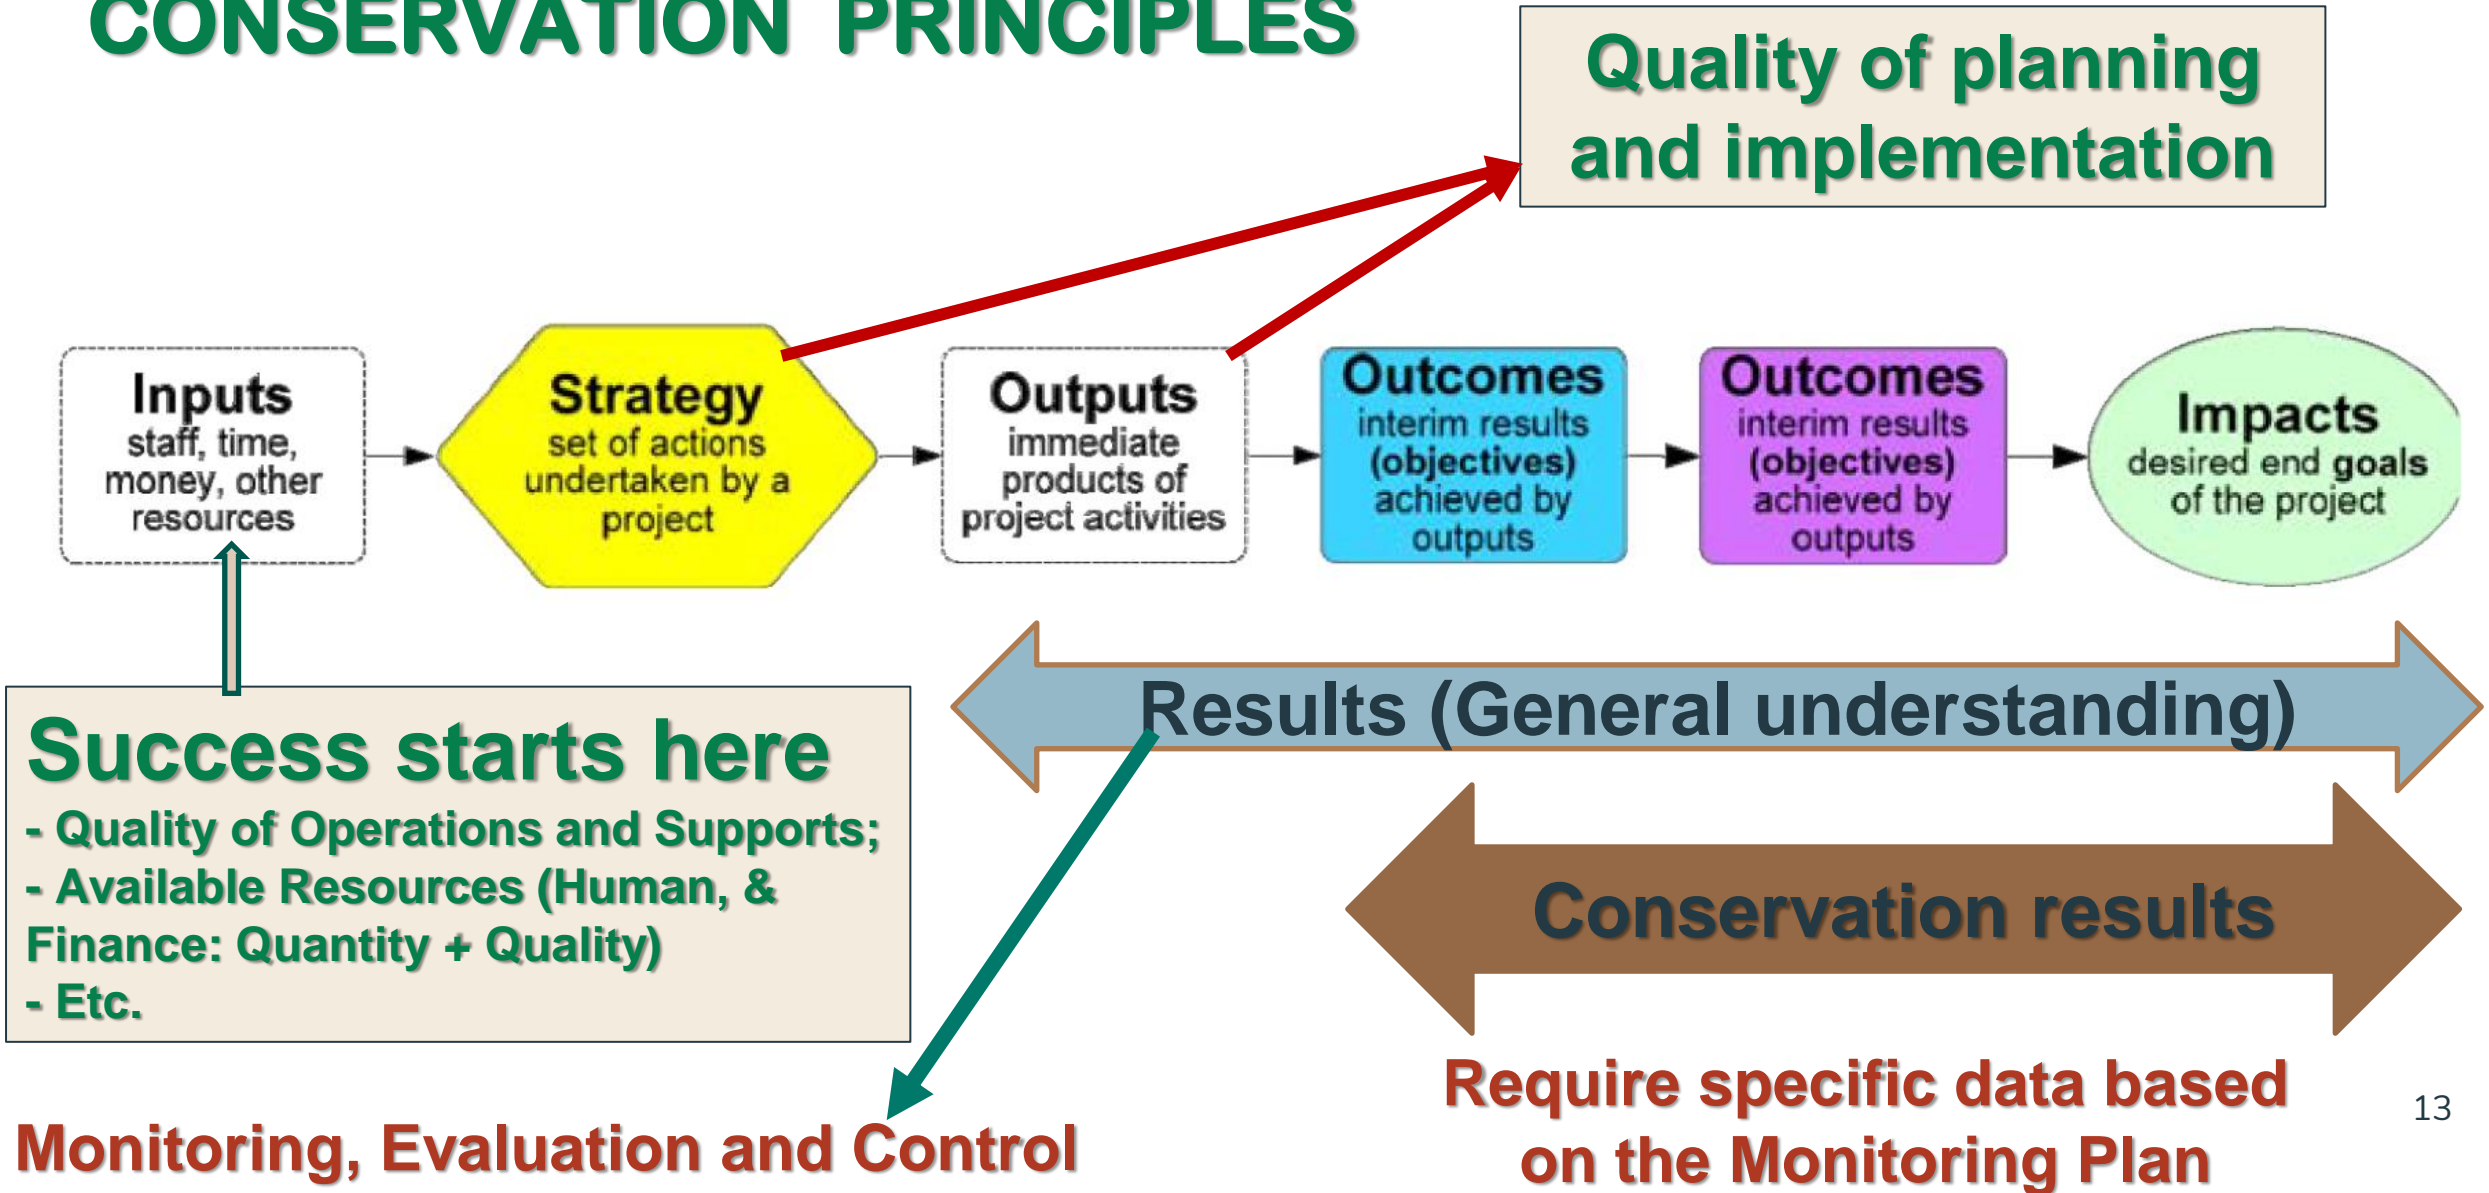 CONSERVATION PRINCIPLES
Quality of planning
and implementation
Inputs
staff, time,
money, other
resources
Strategy
set of actions
undertaken by a
project
Outputs
immediate
products of
project activities
Outcomes
interim results
(objectives)
achieved by
outputs
Outcomes
interim results
(objectives)
achieved by
outputs
Impacts
desired end goals
of the project
Results (General understanding)
Success starts here
- Quality of Operations and Supports;
- Available Resources (Human, &
Finance: Quantity + Quality)
- Etc.
Conservation results
Monitoring, Evaluation and Control
Require specific data based
on the Monitoring Plan
13